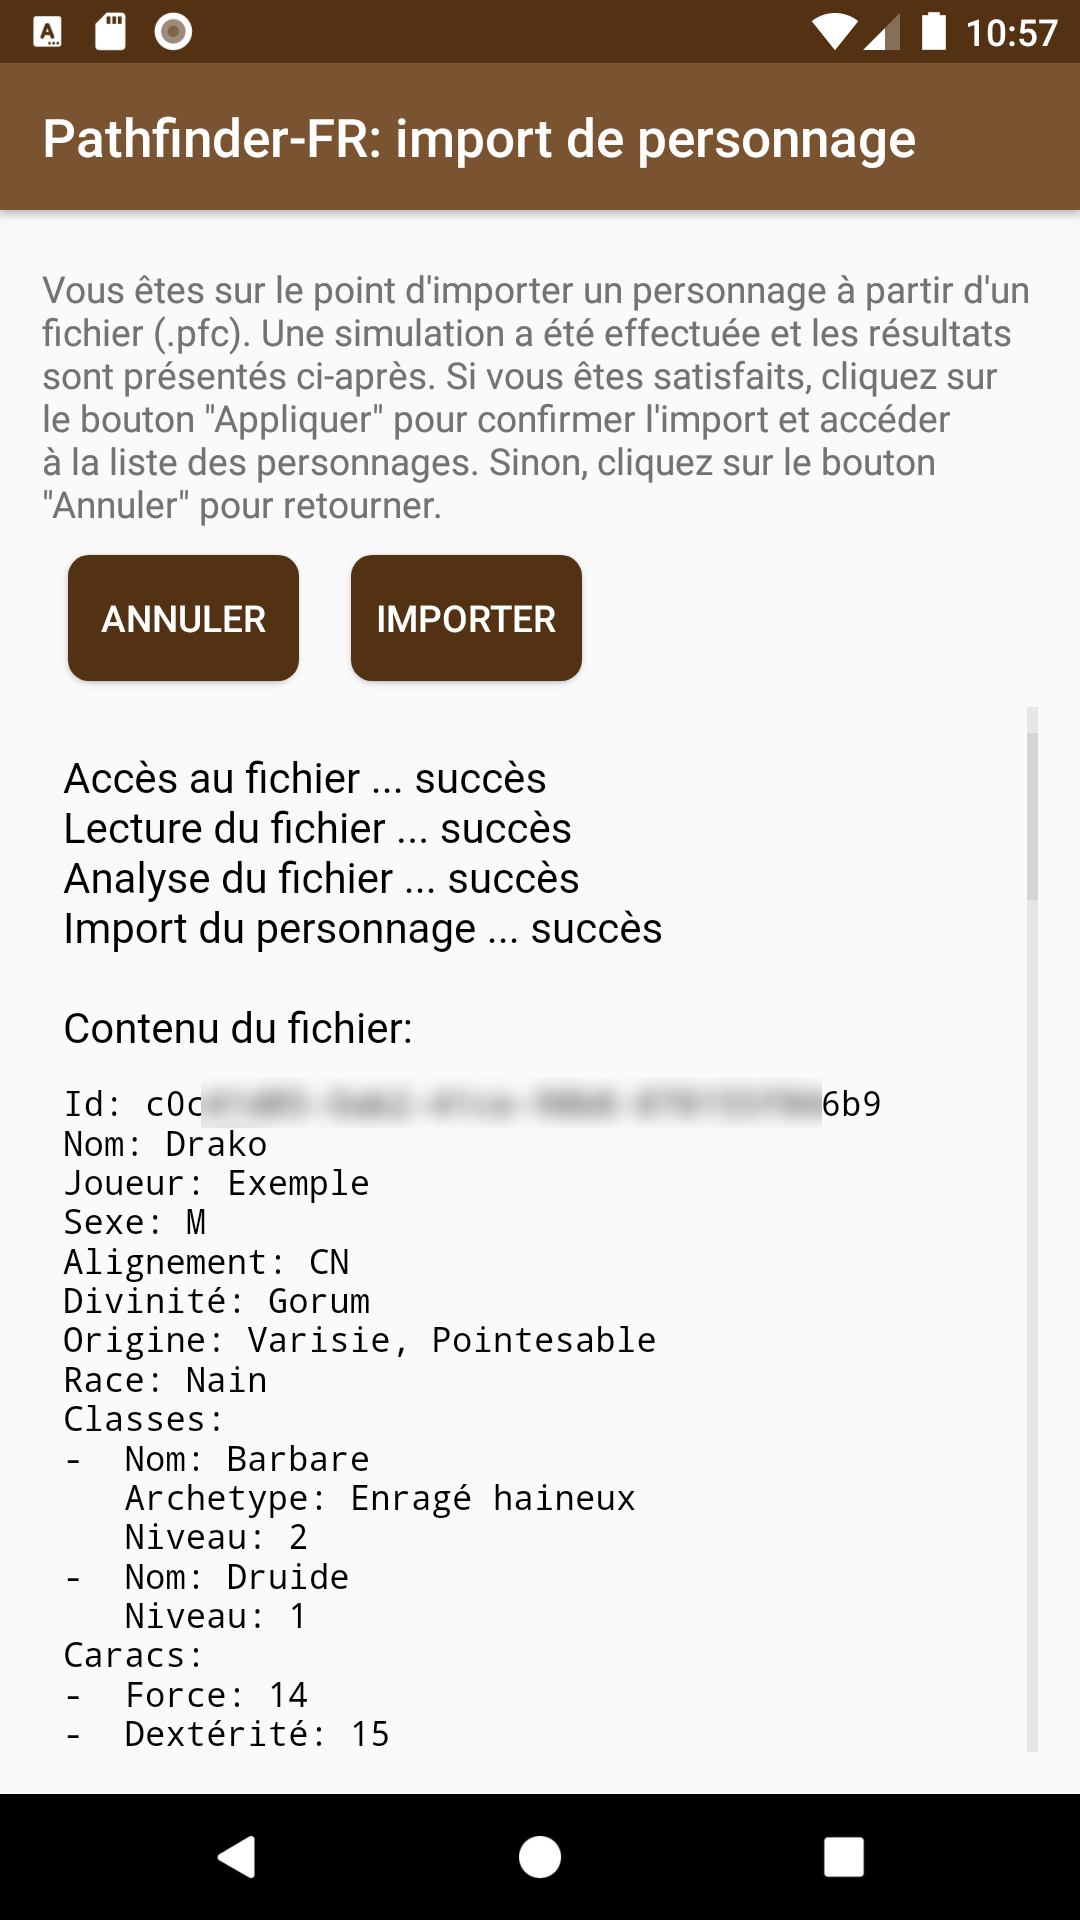 10:57
Pathfinder-FR: import de personnage
Vous êtes sur le point d'importer un personnage à partir d'un
fichier (.pfc). Une simulation a été effectuée et les résultats
sont présentés ci-après. Si vous êtes satisfaits, cliquez sur
le bouton "Appliquer" pour confirmer l'import et accéder
à la liste des personnages. Sinon, cliquez sur le bouton
"Annuler" pour retourner.
ANNULER
IMPORTER
Accès au fichier ... succès
Lecture du fichier ... succès
Analyse du fichier ... succès
Import du personnage ... succès
Contenu du fichier:
Id: c0c 6b9
Nom: Drako
Joueur: Exemple
Sexe: M
Alignement: CN
Divinité: Gorum
Origine: Varisie, Pointesable
Race: Nain
Classes:
- Nom: Barbare
Archetype: Enragé haineux
Niveau: 2
- Nom: Druide
Niveau: 1
Caracs:
- Force: 14
- Dextérité: 15